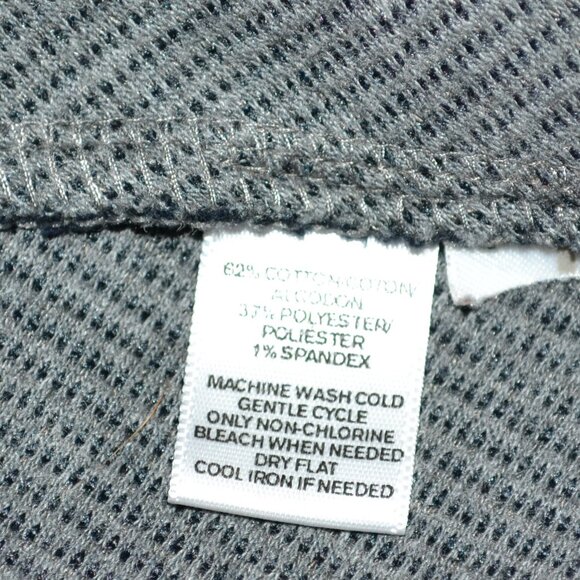 62% COTTON/COTON/
ALGODON
37% POLYESTER/
POLIESTER
1% SPANDEX
MACHINE WASH COLD
GENTLE CYCLE
ONLY NON-CHLORINE
BLEACH WHEN NEEDED
DRY FLAT
COOL IRON IF NEEDED